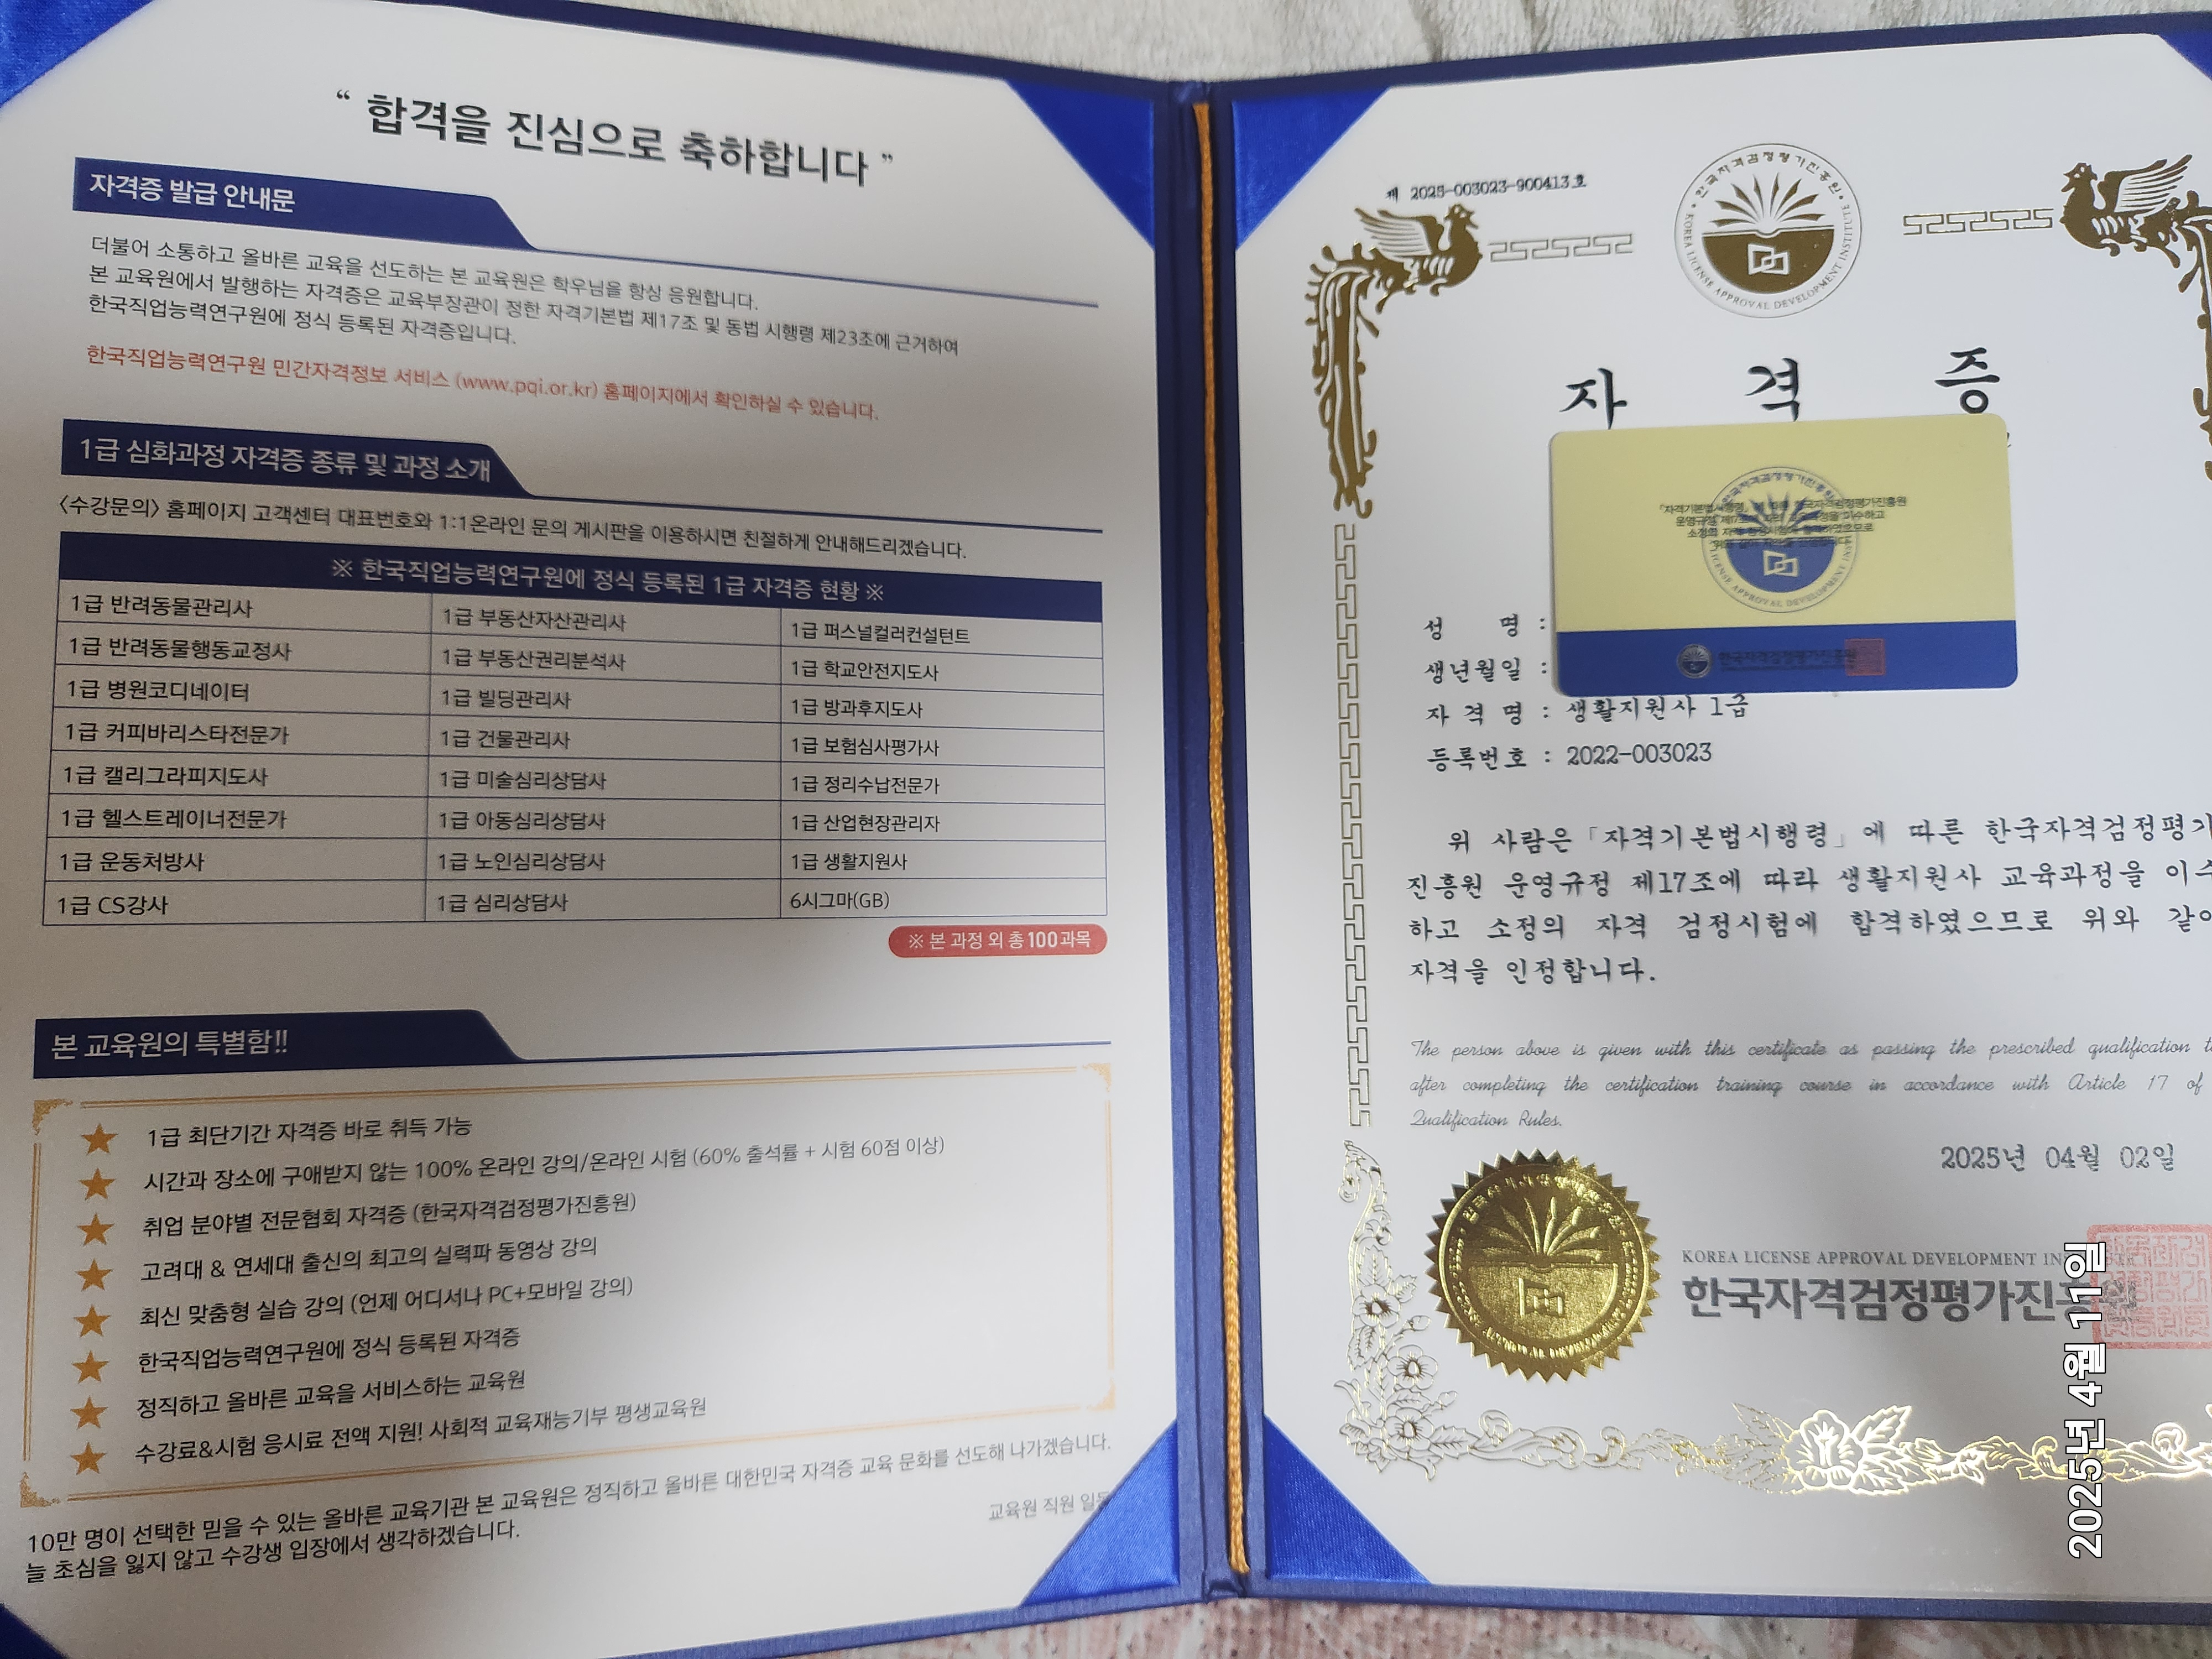 “ 합격을 진심으로 축하합니다 ”
자격증 발급 안내문
더불어 소통하고 올바른 교육을 선도하는 본 교육원은 학우님을 항상 응원합니다.
본 교육원에서 발행하는 자격증은 교육부장관이 정한 자격기본법 제17조 및 동법 시행령 제23조에 근거하여
한국직업능력연구원에 정식 등록된 자격증입니다.
한국직업능력연구원 민간자격정보 서비스 (www.pqi.or.kr) 홈페이지에서 확인하실 수 있습니다.
1급 심화과정 자격증 종류 및 과정 소개
<수강문의> 홈페이지 고객센터 대표번호와 1:1온라인 문의 게시판을 이용하시면 친절하게 안내해드리겠습니다.
※ 한국직업능력연구원에 정식 등록된 1급 자격증 현황 ※
1급 반려동물관리사 1급 부동산자산관리사 1급 퍼스널컬러컨설턴트
1급 반려동물행동교정사 1급 부동산권리분석사 1급 학교안전지도사
1급 병원코디네이터 1급 빌딩관리사 1급 방과후지도사
1급 커피바리스타전문가 1급 건물관리사 1급 보험심사평가사
1급 캘리그라피지도사 1급 미술심리상담사 1급 정리수납전문가
1급 헬스트레이너전문가 1급 아동심리상담사 1급 산업현장관리자
1급 운동처방사 1급 노인심리상담사 1급 생활지원사
1급 CS강사 1급 심리상담사 6시그마(GB)
※ 본 과정 외 총 100과목
본 교육원의 특별함!!
1급 최단기간 자격증 바로 취득 가능
시간과 장소에 구애받지 않는 100% 온라인 강의/온라인 시험 (60% 출석률 + 시험 60점 이상)
취업 분야별 전문협회 자격증 (한국자격검정평가진흥원)
고려대 & 연세대 출신의 최고의 실력파 동영상 강의
최신 맞춤형 실습 강의 (언제 어디서나 PC+모바일 강의)
한국직업능력연구원에 정식 등록된 자격증
정직하고 올바른 교육을 서비스하는 교육원
수강료&시험 응시료 전액 지원! 사회적 교육재능기부 평생교육원
10만 명이 선택한 믿을 수 있는 올바른 교육기관 본 교육원은 정직하고 올바른 대한민국 자격증 교육 문화를 선도해 나가겠습니다.
늘 초심을 잃지 않고 수강생 입장에서 생각하겠습니다.
교육원 직원 일동
제 2025-003023-900413호
한국자격검정평가진흥원
KOREA LICENSE APPROVAL DEVELOPMENT INSTITUTE
자 격 증
한국자격검정평가진흥원
성 명 :
생년월일 :
자 격 명 : 생활지원사 1급
등록번호 : 2022-003023
위 사람은 「자격기본법시행령」에 따른 한국자격검정평가
진흥원 운영규정 제17조에 따라 생활지원사 교육과정을 이수
하고 소정의 자격 검정시험에 합격하였으므로 위와 같이
자격을 인정합니다.
The person above is given with this certificate as passing the prescribed qualification
after completing the certification training course in accordance with Article 17 of
Qualification Rules.
2025년 04월 02일
KOREA LICENSE APPROVAL DEVELOPMENT
한국자격검정평가진흥원
2025년 4월 11일